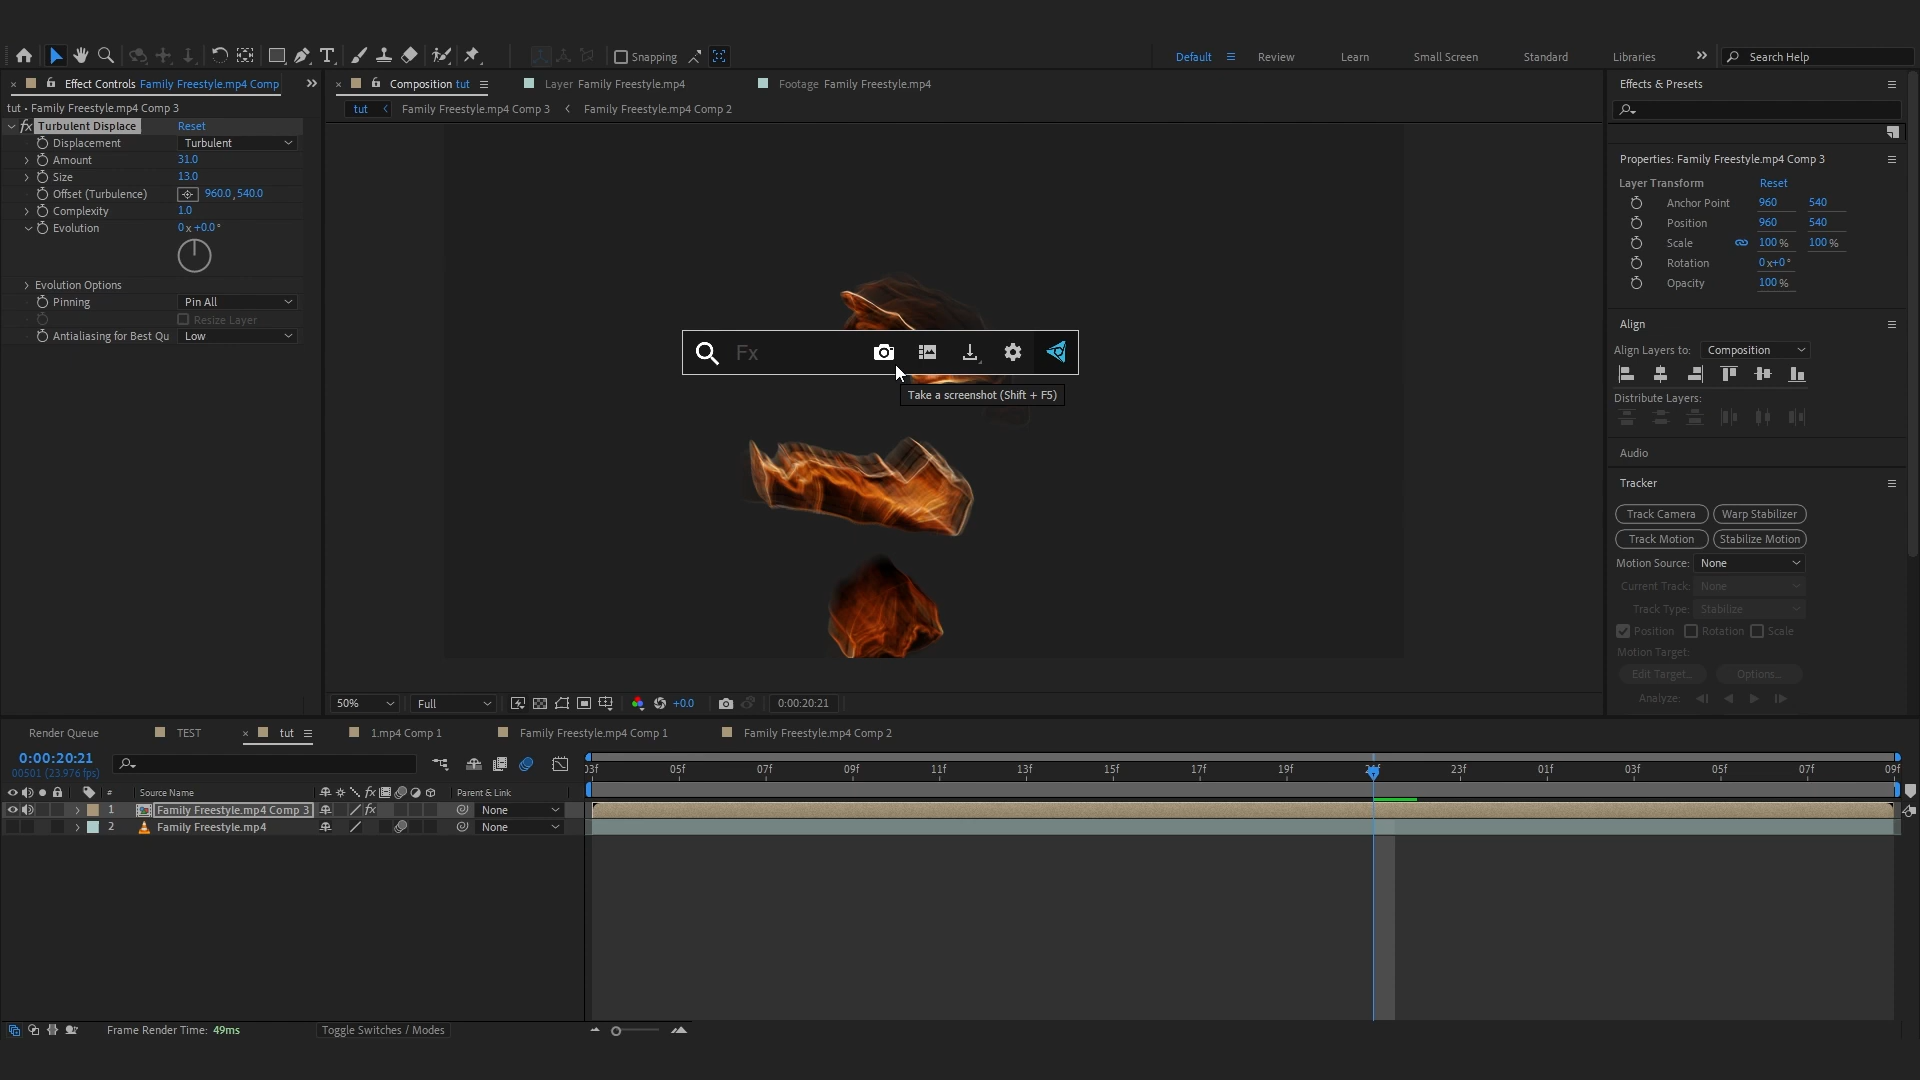 Snapping
Default
Review
Learn
Small Screen
Standard
Libraries
Search Help
Effect Controls Family Freestyle.mp4 Comp
Composition tut
Layer Family Freestyle.mp4
Footage Family Freestyle.mp4
Effects & Presets
tut • Family Freestyle.mp4 Comp 3
tut
Family Freestyle.mp4 Comp 3
Family Freestyle.mp4 Comp 2
fx Turbulent Displace Reset
Displacement Turbulent
Amount 31.0
Size 13.0
Offset (Turbulence) 960.0, 540.0
Complexity 1.0
Evolution 0x+0.0°
Evolution Options
Pinning Pin All
Resize Layer
Antialiasing for Best Qu Low
Fx
Take a screenshot (Shift + F5)
Properties: Family Freestyle.mp4 Comp 3
Layer Transform Reset
Anchor Point 960 540
Position 960 540
Scale 100% 100%
Rotation 0x+0°
Opacity 100%
Align
Align Layers to: Composition
Distribute Layers:
Audio
Tracker
Track Camera Warp Stabilizer
Track Motion Stabilize Motion
Motion Source: None
Current Track: None
Track Type: Stabilize
Position Rotation Scale
Motion Target:
Edit Target... Options...
Analyze:
50% Full +0.0 0:00:20:21
Render Queue
TEST
tut
1.mp4 Comp 1
Family Freestyle.mp4 Comp 1
Family Freestyle.mp4 Comp 2
0:00:20:21
00501 (23.976 fps)
03f 05f 07f 09f 11f 13f 15f 17f 19f 21f 23f 01f 03f 05f 07f 09f
# Source Name fx Parent & Link
1 Family Freestyle.mp4 Comp 3 fx None
2 Family Freestyle.mp4 None
Frame Render Time: 49ms
Toggle Switches / Modes